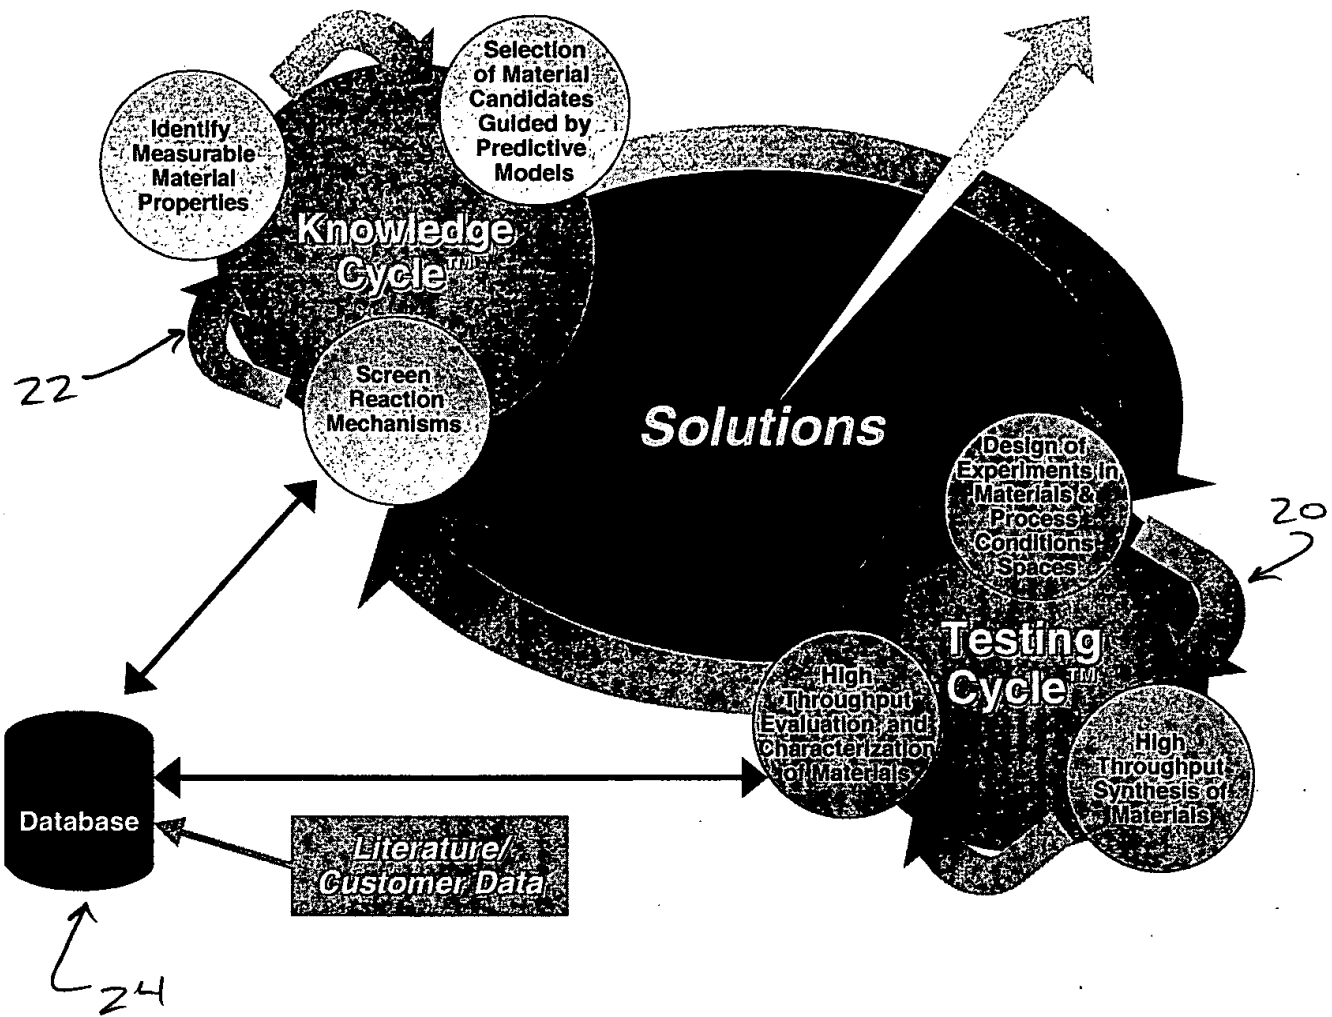 Selection
of Material
Candidates
Guided by
Predictive
Models
Identify
Measurable
Material
Properties
Knowledge
Cycle™
Screen
Reaction
Mechanisms
22
Solutions
Design of
Experiments in
Materials &
Process
Conditions
Spaces
20
Testing
Cycle™
High
Throughput
Evaluation, and
Characterization
of Materials
High
Throughput
Synthesis of
Materials
Database
Literature/
Customer Data
24